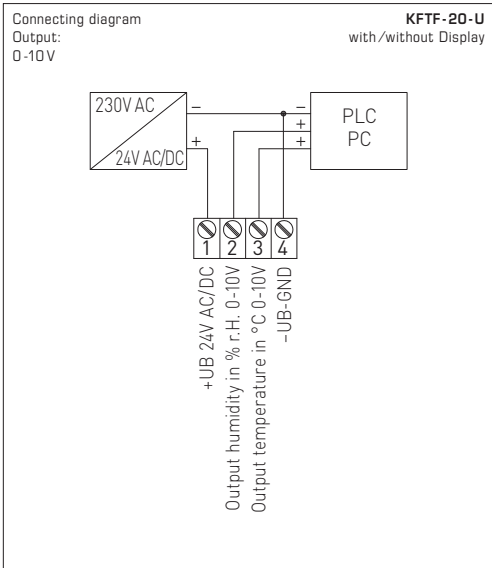 Connecting diagram
Output:
0-10V
KFTF-20-U
with/without Display
230V AC
24V AC/DC
–
+
–
+
+
PLC
PC
1
2
3
4
+UB 24V AC/DC
Output humidity in % r.H. 0-10V
Output temperature in °C 0-10V
–UB-GND